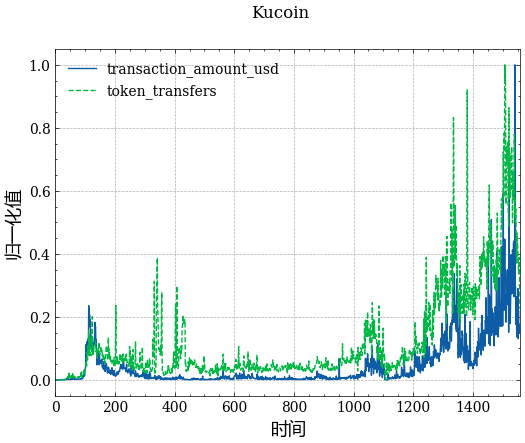 Kucoin
transaction_amount_usd
token_transfers
1.0
0.8
0.6
0.4
0.2
0.0
归一化值
0 200 400 600 800 1000 1200 1400
时间